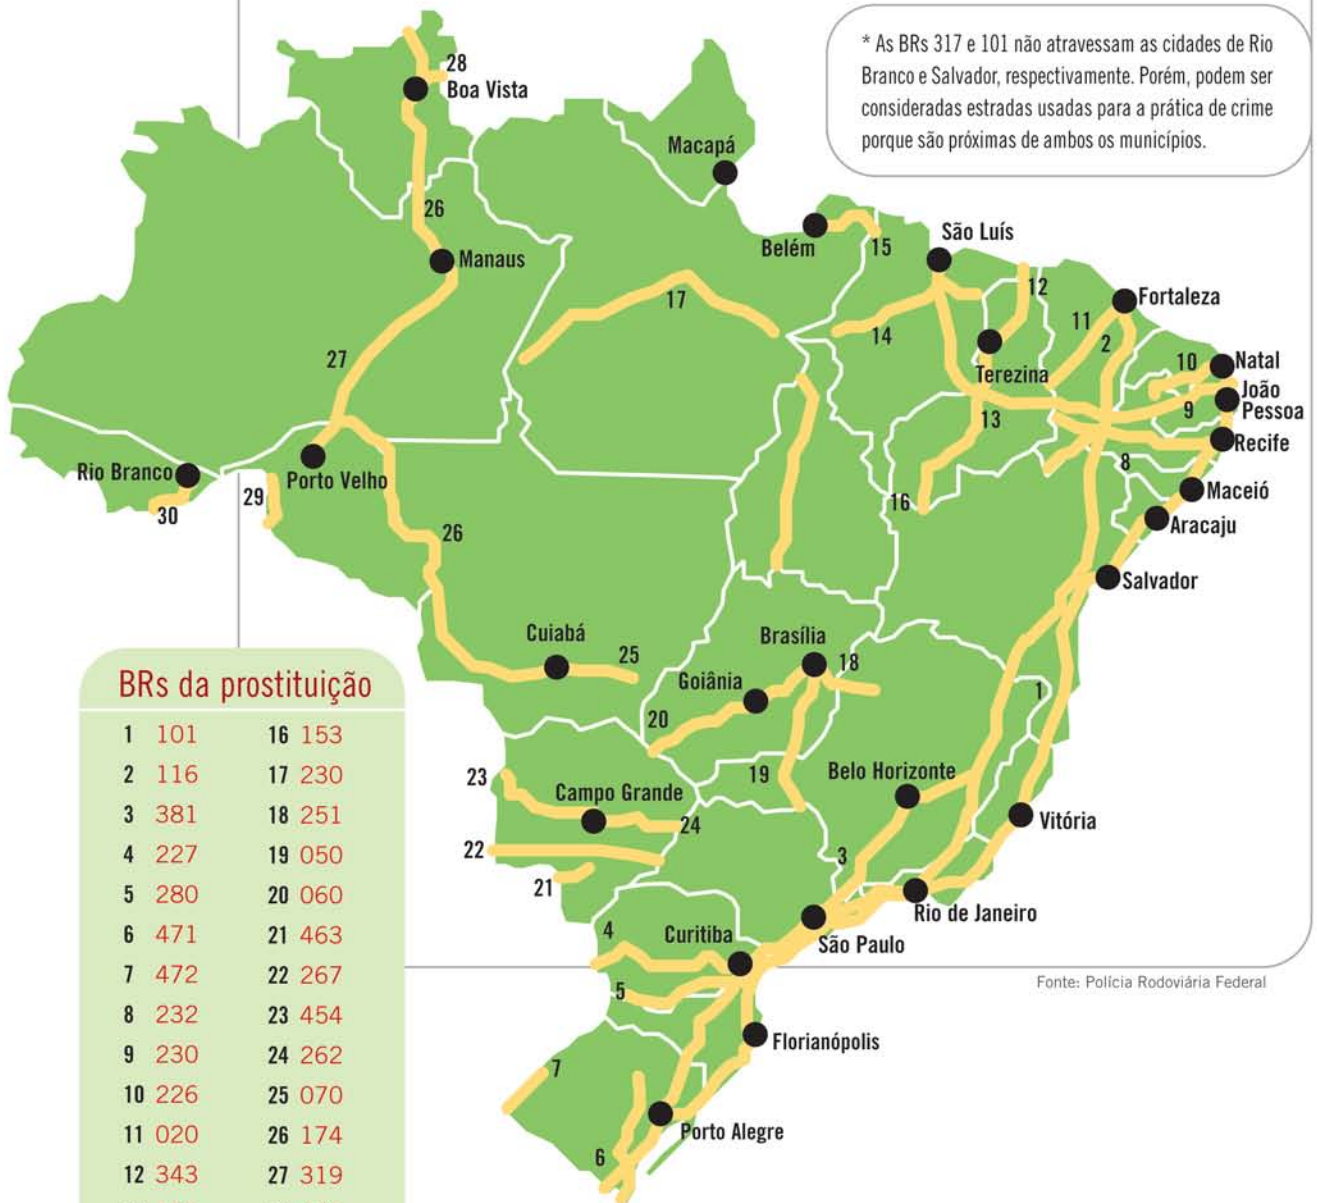 * As BRs 317 e 101 não atravessam as cidades de Rio
Branco e Salvador, respectivamente. Porém, podem ser
consideradas estradas usadas para a prática de crime
porque são próximas de ambos os municípios.
28
Boa Vista
Macapá
26
Manaus
Belém
15
São Luís
17
12
Fortaleza
14
11
2
27
Terezina
10
Natal
João
Pessoa
9
13
Recife
8
Rio Branco
Porto Velho
29
30
16
Maceió
Aracaju
26
Salvador
Cuiabá
25
Brasília
18
Goiânia
1
20
19
Belo Horizonte
23
Campo Grande
24
Vitória
22
3
21
Rio de Janeiro
4
Curitiba
São Paulo
5
Florianópolis
7
Porto Alegre
6
Fonte: Polícia Rodoviária Federal
BRs da prostituição
1 101 16 153
2 116 17 230
3 381 18 251
4 227 19 050
5 280 20 060
6 471 21 463
7 472 22 267
8 232 23 454
9 230 24 262
10 226 25 070
11 020 26 174
12 343 27 319